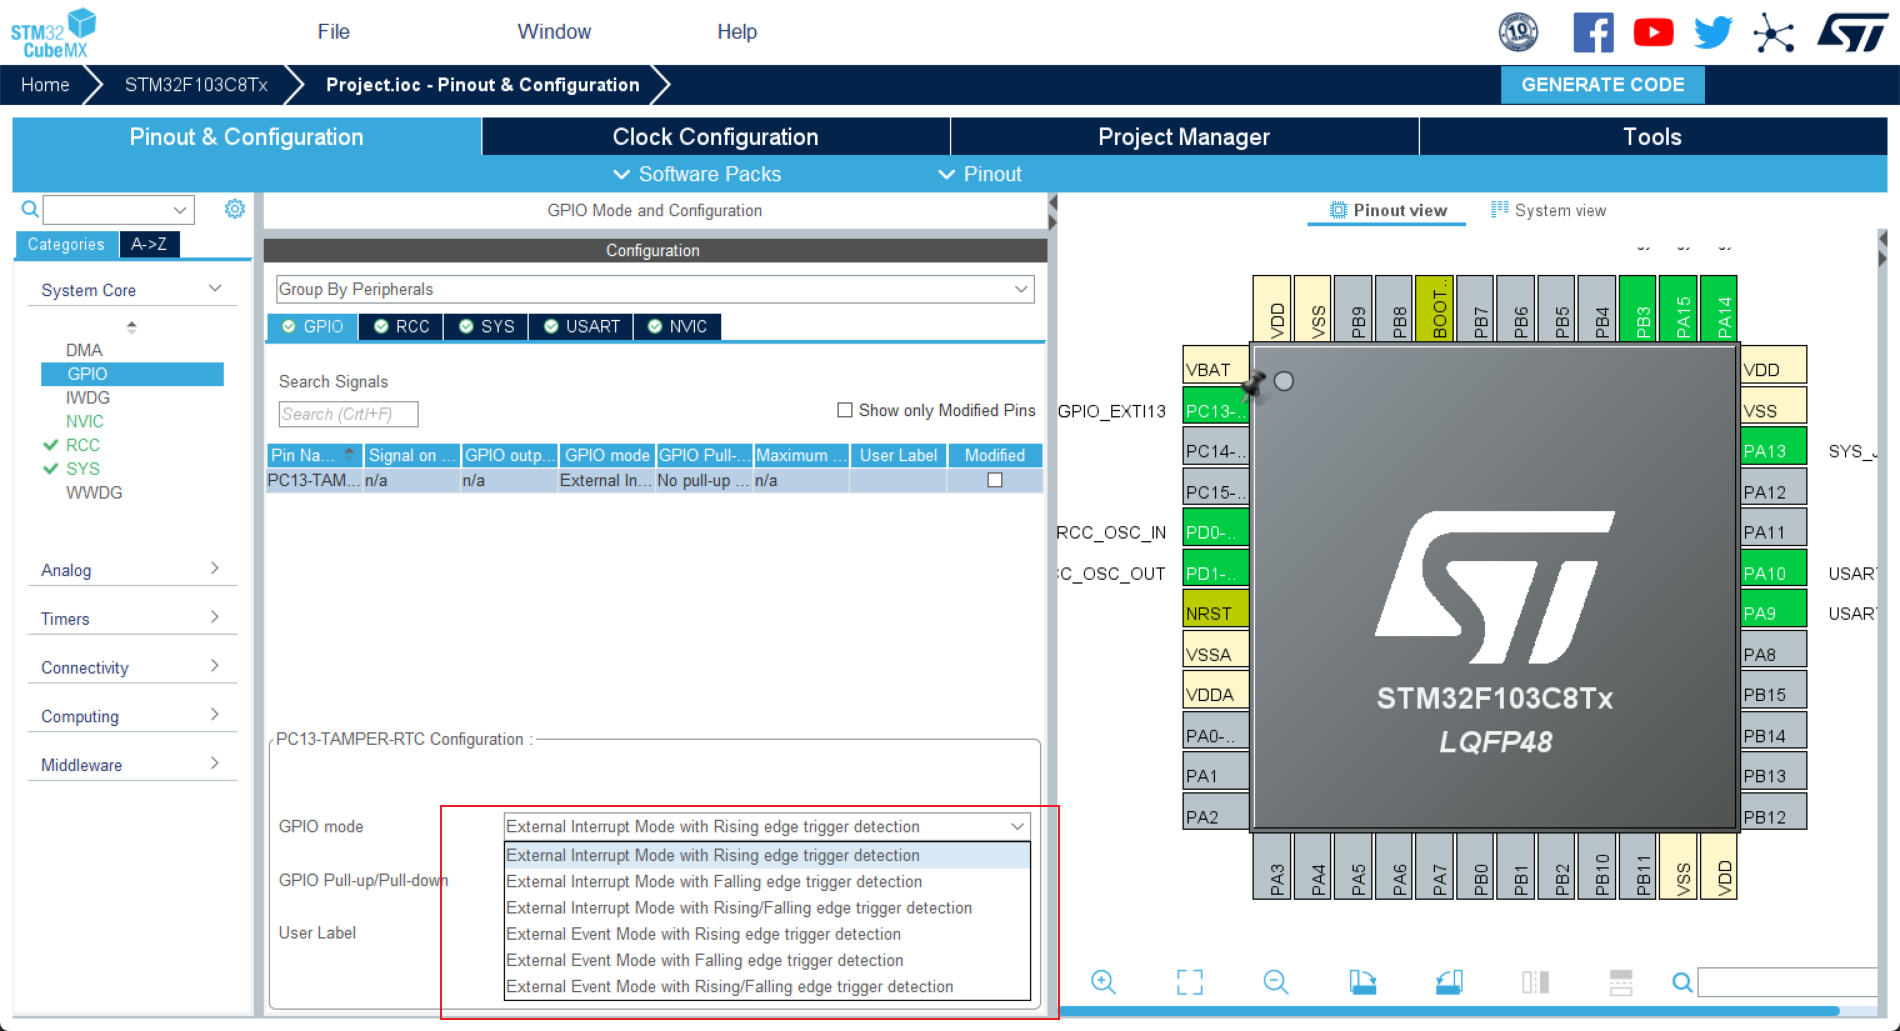 STM32
CubeMX
File
Window
Help
10
Home
STM32F103C8Tx
Project.ioc - Pinout & Configuration
GENERATE CODE
Pinout & Configuration
Clock Configuration
Project Manager
Tools
Software Packs
Pinout
Categories
A->Z
System Core
DMA
GPIO
IWDG
NVIC
RCC
SYS
WWDG
Analog
Timers
Connectivity
Computing
Middleware
GPIO Mode and Configuration
Configuration
Group By Peripherals
GPIO
RCC
SYS
USART
NVIC
Search Signals
Search (Crtl+F)
Show only Modified Pins
Pin Na... Signal on ... GPIO outp... GPIO mode GPIO Pull-... Maximum ... User Label Modified
PC13-TAM... n/a n/a External In... No pull-up ... n/a
PC13-TAMPER-RTC Configuration :
GPIO mode
External Interrupt Mode with Rising edge trigger detection
External Interrupt Mode with Rising edge trigger detection
External Interrupt Mode with Falling edge trigger detection
External Interrupt Mode with Rising/Falling edge trigger detection
External Event Mode with Rising edge trigger detection
External Event Mode with Falling edge trigger detection
External Event Mode with Rising/Falling edge trigger detection
GPIO Pull-up/Pull-down
User Label
Pinout view
System view
VDD
VSS
PB9
PB8
BOOT..
PB7
PB6
PB5
PB4
PB3
PA15
PA14
VBAT
GPIO_EXTI13
PC13-..
PC14-..
PC15-..
RCC_OSC_IN
PD0-..
C_OSC_OUT
PD1-..
NRST
VSSA
VDDA
PA0-..
PA1
PA2
STM32F103C8Tx
LQFP48
VDD
VSS
PA13
SYS_J
PA12
PA11
PA10
USAR
PA9
USAR
PA8
PB15
PB14
PB13
PB12
PA3
PA4
PA5
PA6
PA7
PB0
PB1
PB2
PB10
PB11
VSS
VDD